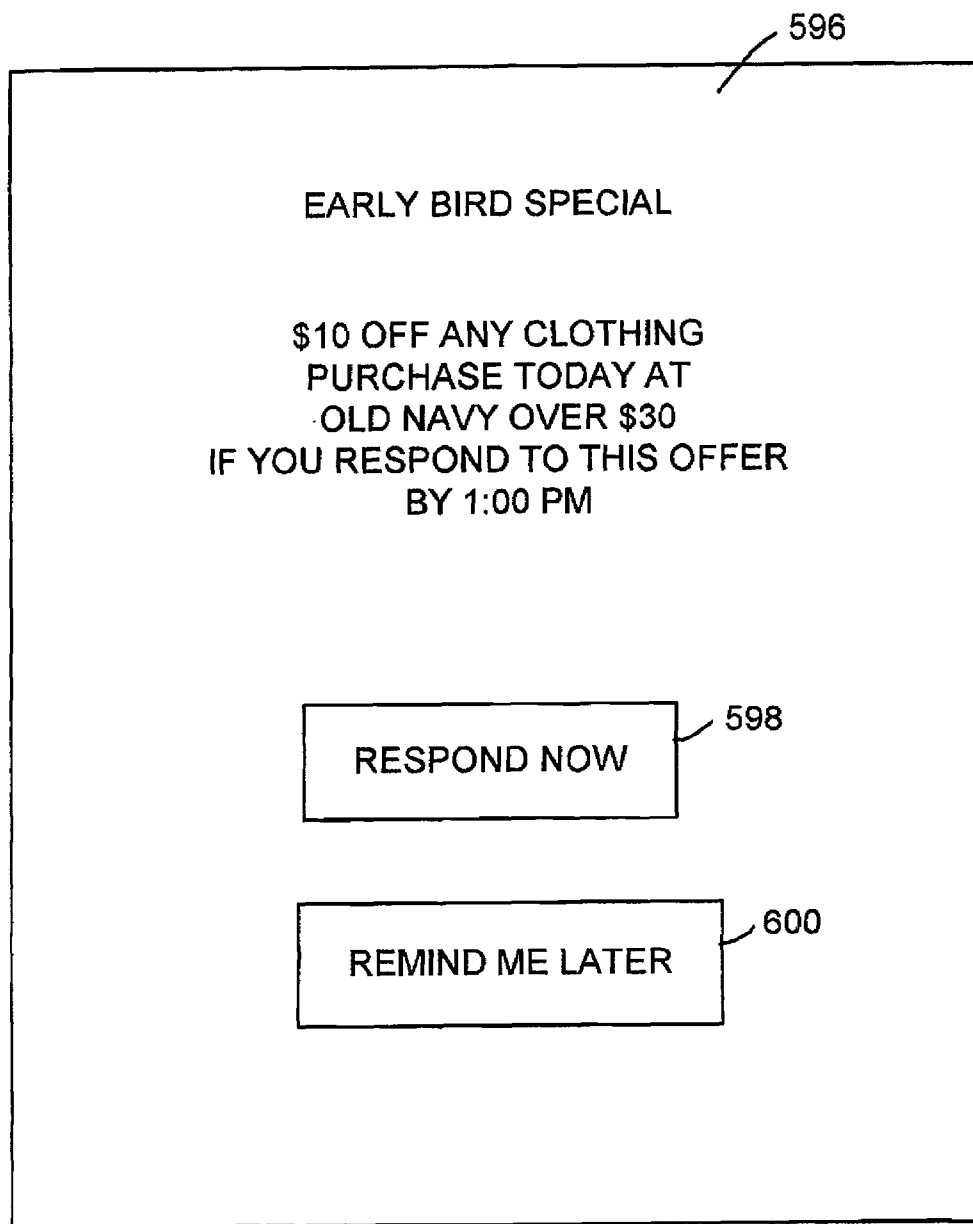 596
EARLY BIRD SPECIAL
$10 OFF ANY CLOTHING
PURCHASE TODAY AT
OLD NAVY OVER $30
IF YOU RESPOND TO THIS OFFER
BY 1:00 PM
RESPOND NOW
598
REMIND ME LATER
600